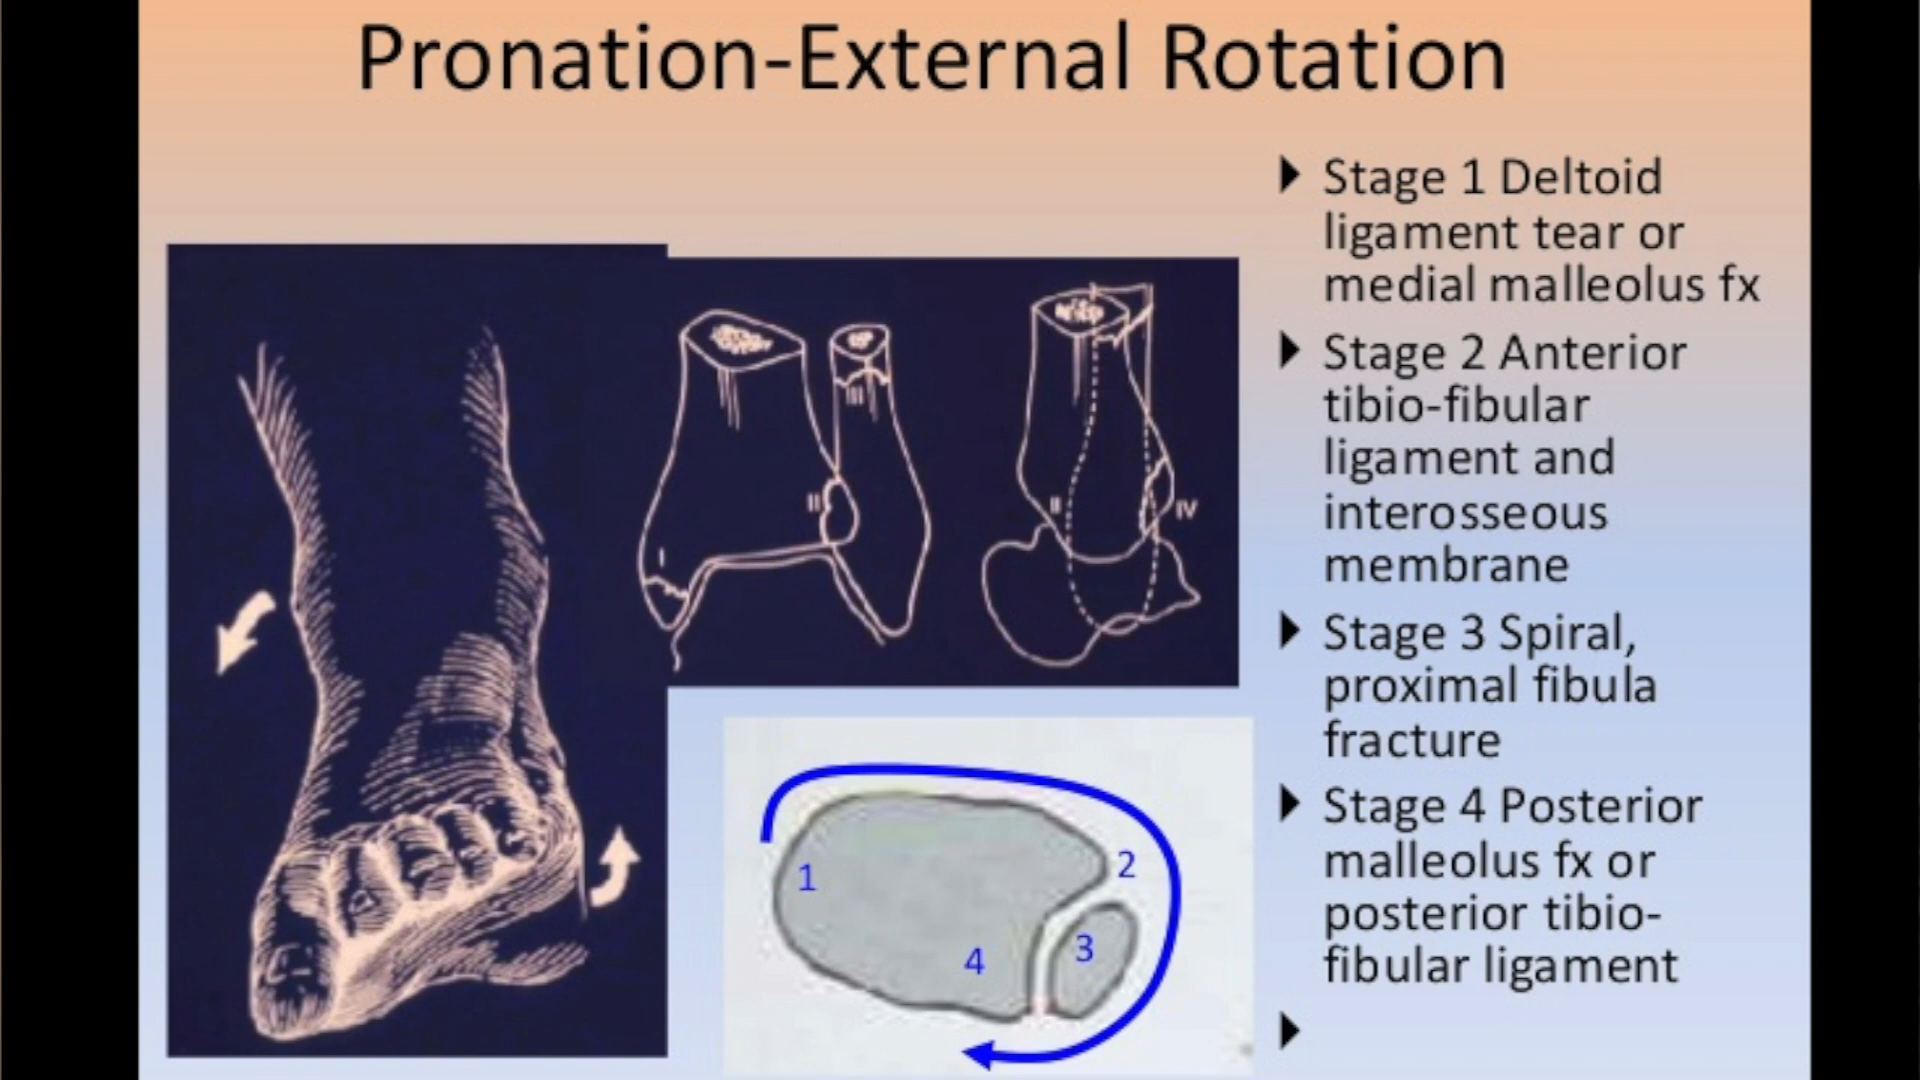 Pronation-External Rotation
Stage 1 Deltoid
ligament tear or
medial malleolus fx
Stage 2 Anterior
tibio-fibular
ligament and
interosseous
membrane
Stage 3 Spiral,
proximal fibula
fracture
Stage 4 Posterior
malleolus fx or
posterior tibio-
fibular ligament
III
II
I
II
IV
1
2
3
4